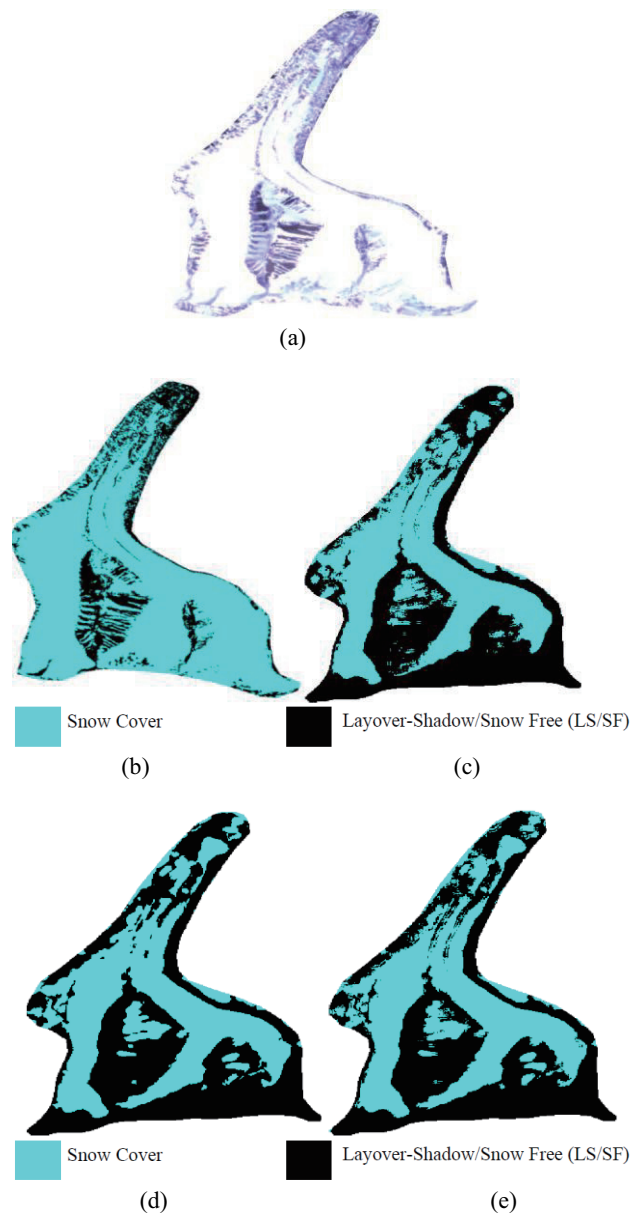 (a)
Snow Cover
Layover-Shadow/Snow Free (LS/SF)
(b)
(c)
Snow Cover
Layover-Shadow/Snow Free (LS/SF)
(d)
(e)